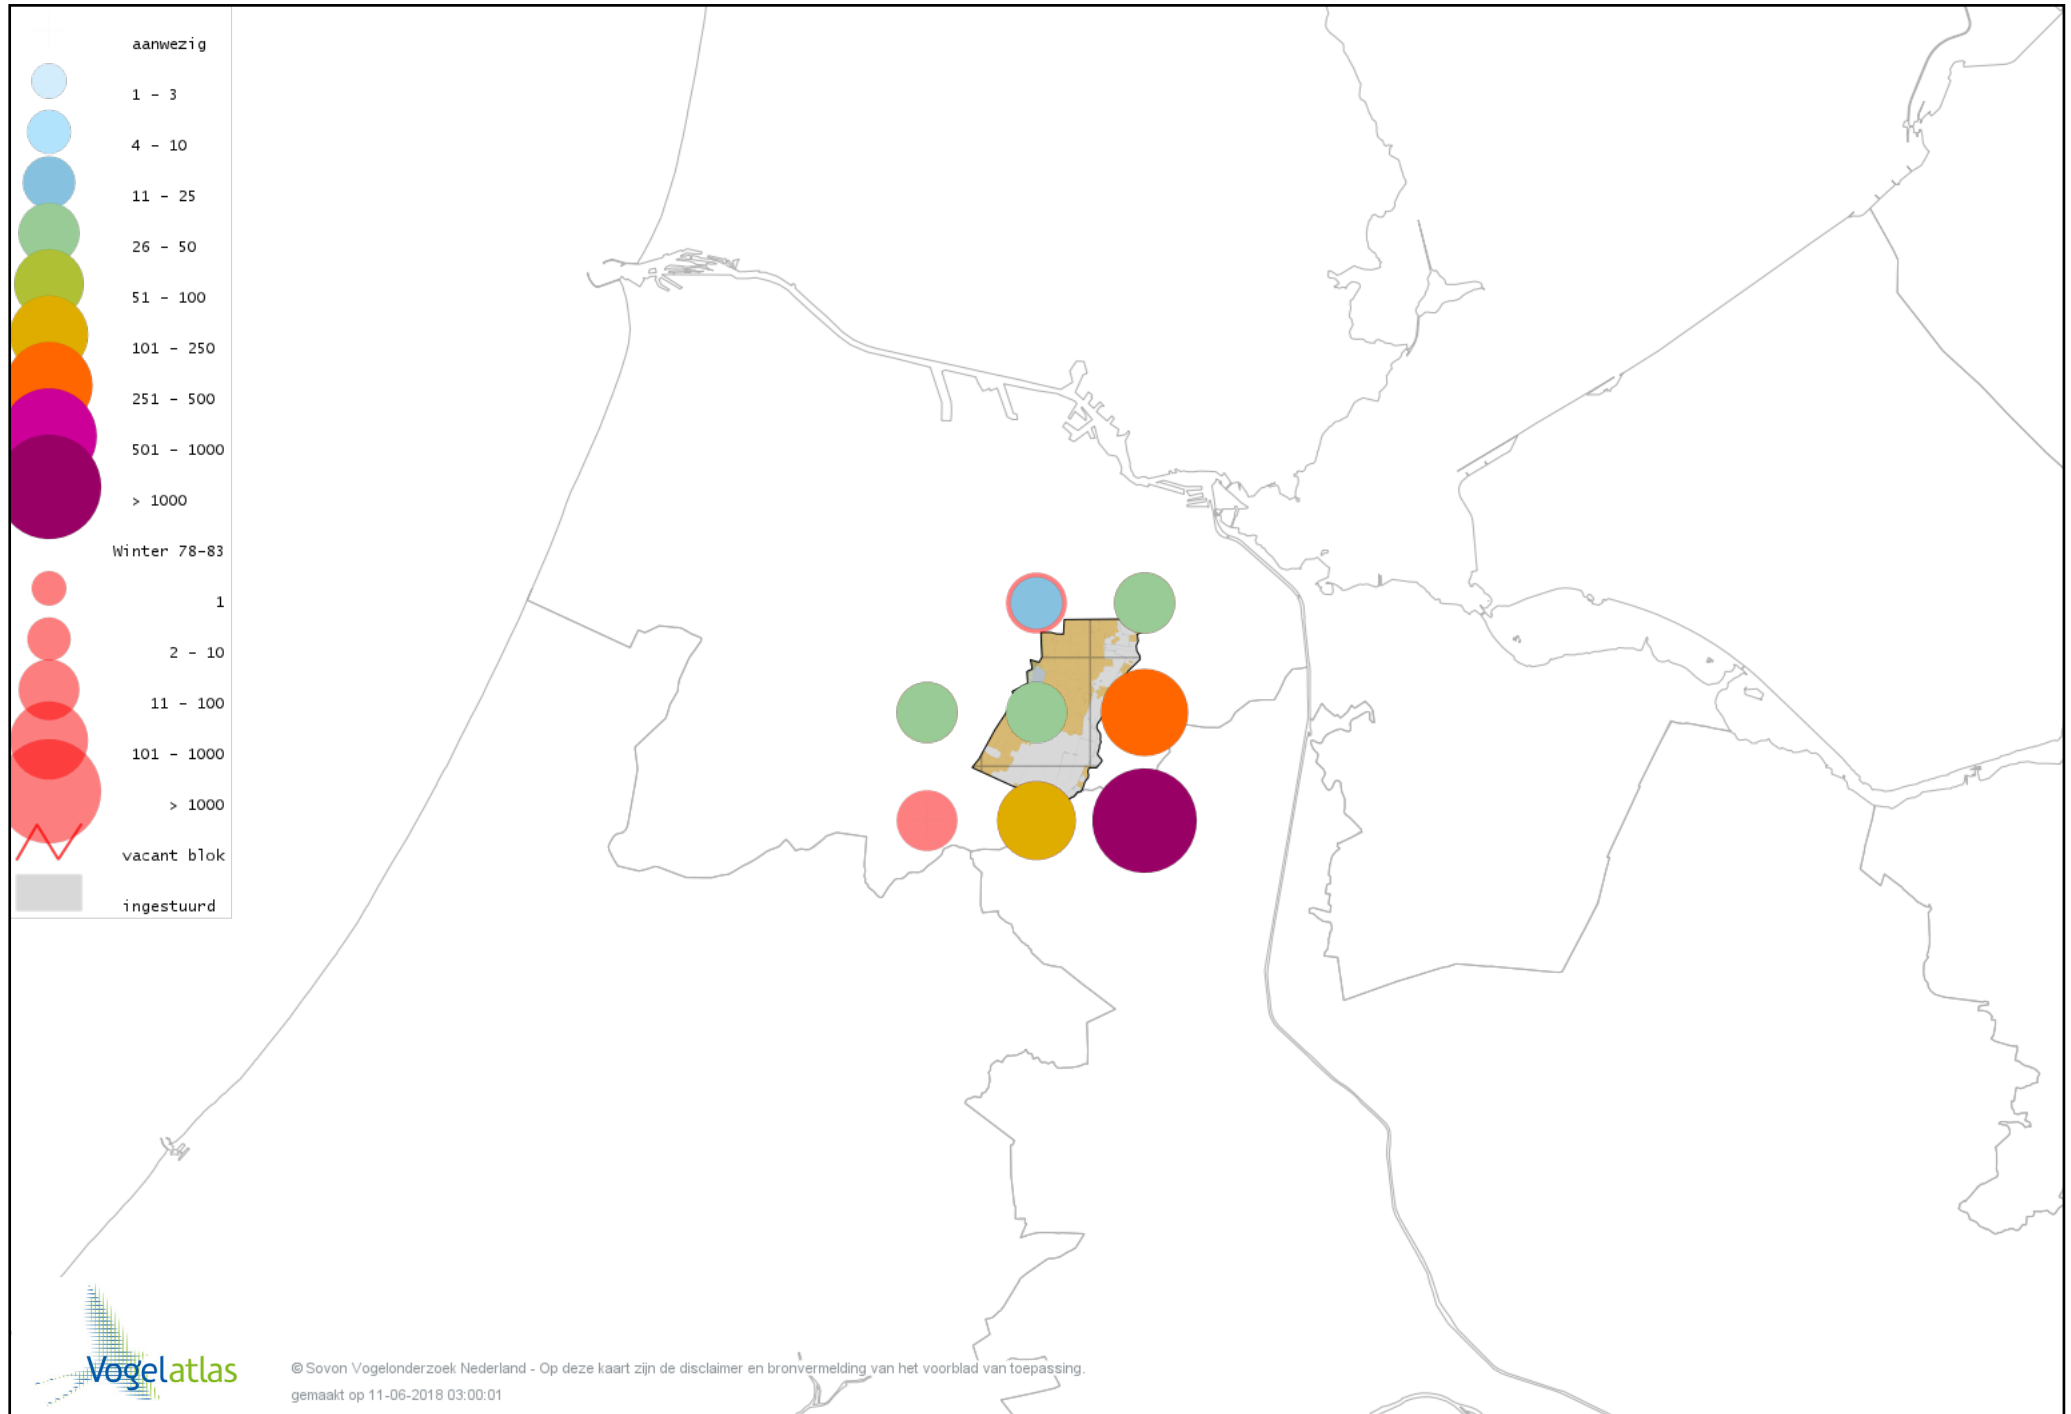 aanwezig
1 - 3
4 - 10
11 - 25
26 - 50
51 - 100
101 - 250
251 - 500
501 - 1000
> 1000
Winter 78-83
1
2 - 10
11 - 100
101 - 1000
> 1000
vacant blok
ingestuurd
Vogelatlas
© Sovon Vogelonderzoek Nederland - Op deze kaart zijn de disclaimer en bronvermelding van het voorblad van toepassing.
gemaakt op 11-06-2018 03:00:01